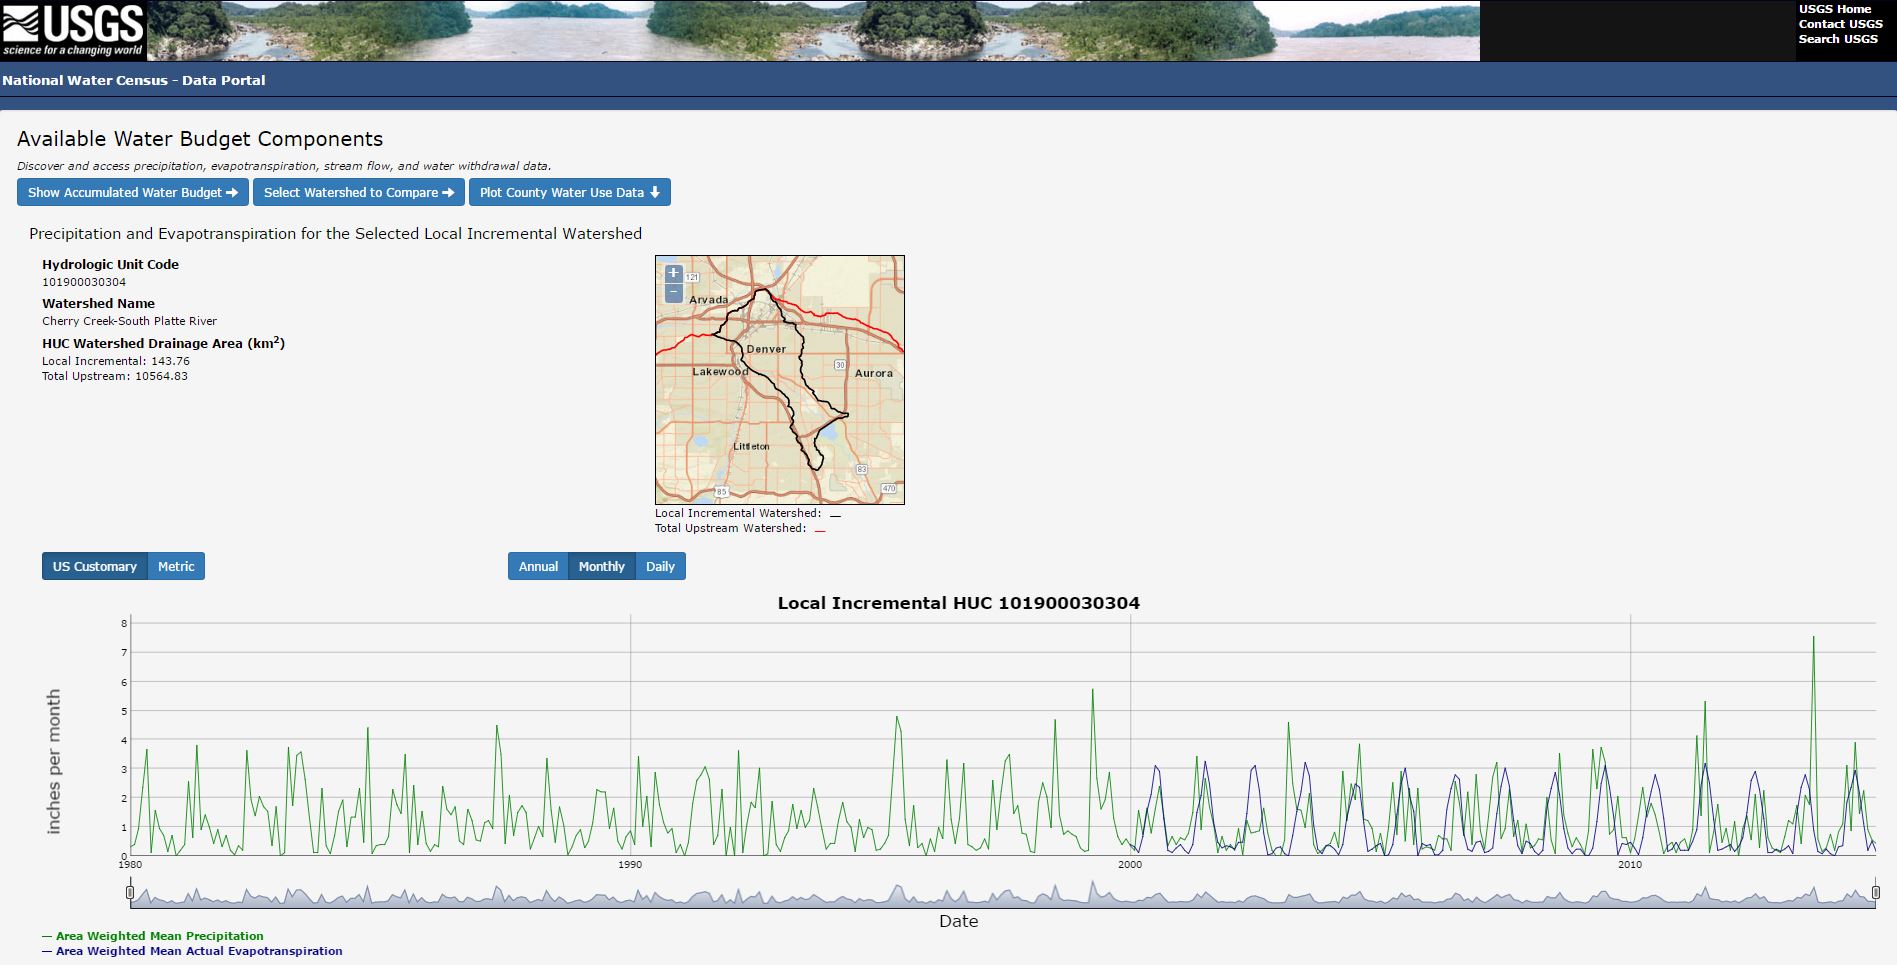 USGS
science for a changing world
USGS Home
Contact USGS
Search USGS
National Water Census - Data Portal
Available Water Budget Components
Discover and access precipitation, evapotranspiration, stream flow, and water withdrawal data.
Show Accumulated Water Budget
Select Watershed to Compare
Plot County Water Use Data
Precipitation and Evapotranspiration for the Selected Local Incremental Watershed
Hydrologic Unit Code
101900030304
Watershed Name
Cherry Creek-South Platte River
HUC Watershed Drainage Area (km2)
Local Incremental: 143.76
Total Upstream: 10564.83
+
−
121
Arvada
Denver
30
Lakewood
Aurora
Littleton
83
85
470
Local Incremental Watershed:
Total Upstream Watershed:
US Customary
Metric
Annual
Monthly
Daily
Local Incremental HUC 101900030304
inches per month
8
7
6
5
4
3
2
1
0
1980
1990
2000
2010
Date
Area Weighted Mean Precipitation
Area Weighted Mean Actual Evapotranspiration